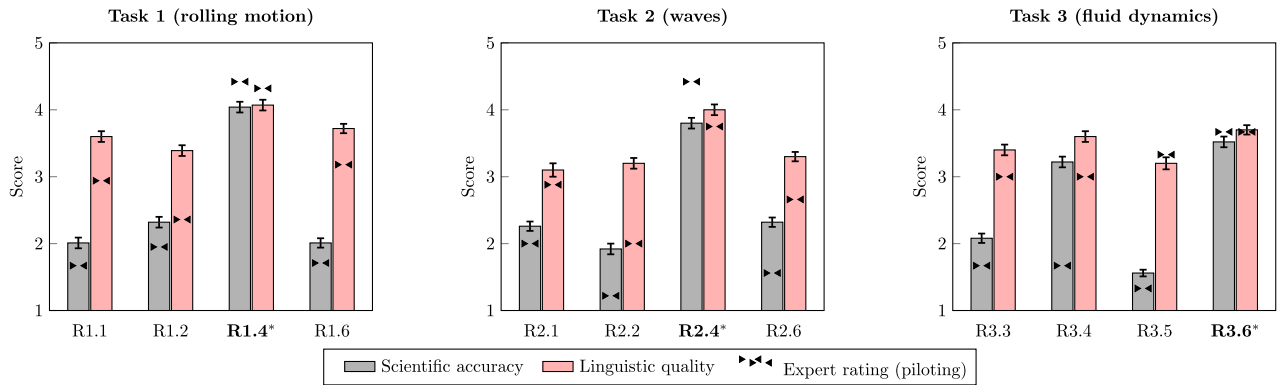 Task 1 (rolling motion)
Task 2 (waves)
Task 3 (fluid dynamics)
5
4
3
2
1
Score
R1.1
R1.2
R1.4*
R1.6
5
4
3
2
1
Score
R2.1
R2.2
R2.4*
R2.6
5
4
3
2
1
Score
R3.3
R3.4
R3.5
R3.6*
Scientific accuracy
Linguistic quality
Expert rating (piloting)